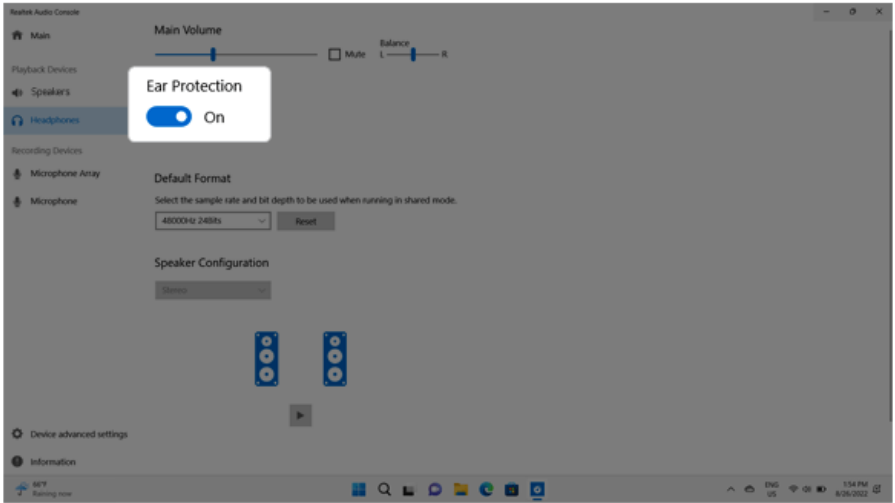 Realtek Audio Console
Main
Playback Devices
Speakers
Headphones
Recording Devices
Microphone Array
Microphone
Device advanced settings
Information
Main Volume
Mute
Balance
L R
Ear Protection
On
Default Format
Select the sample rate and bit depth to be used when running in shared mode.
48000Hz 24Bits
Reset
Speaker Configuration
Stereo
66°F
Raining now
ENG
US
1:54 PM
8/26/2022